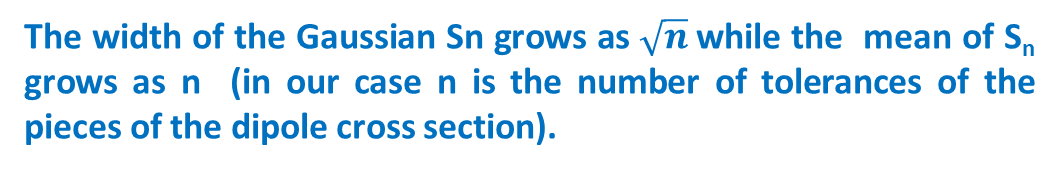 The width of the Gaussian Sn grows as √n while the mean of Sₙ
grows as n (in our case n is the number of tolerances of the
pieces of the dipole cross section).